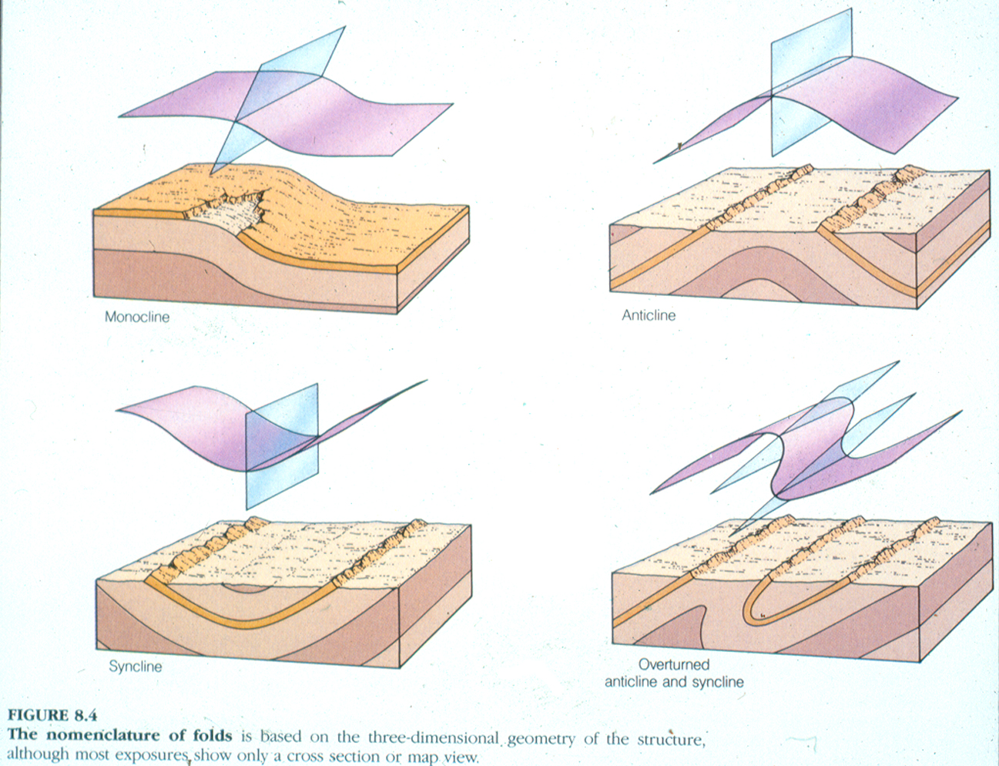 Monocline
Anticline
Syncline
Overturned
anticline and syncline
FIGURE 8.4
The nomenclature of folds is based on the three-dimensional geometry of the structure,
although most exposures show only a cross section or map view.